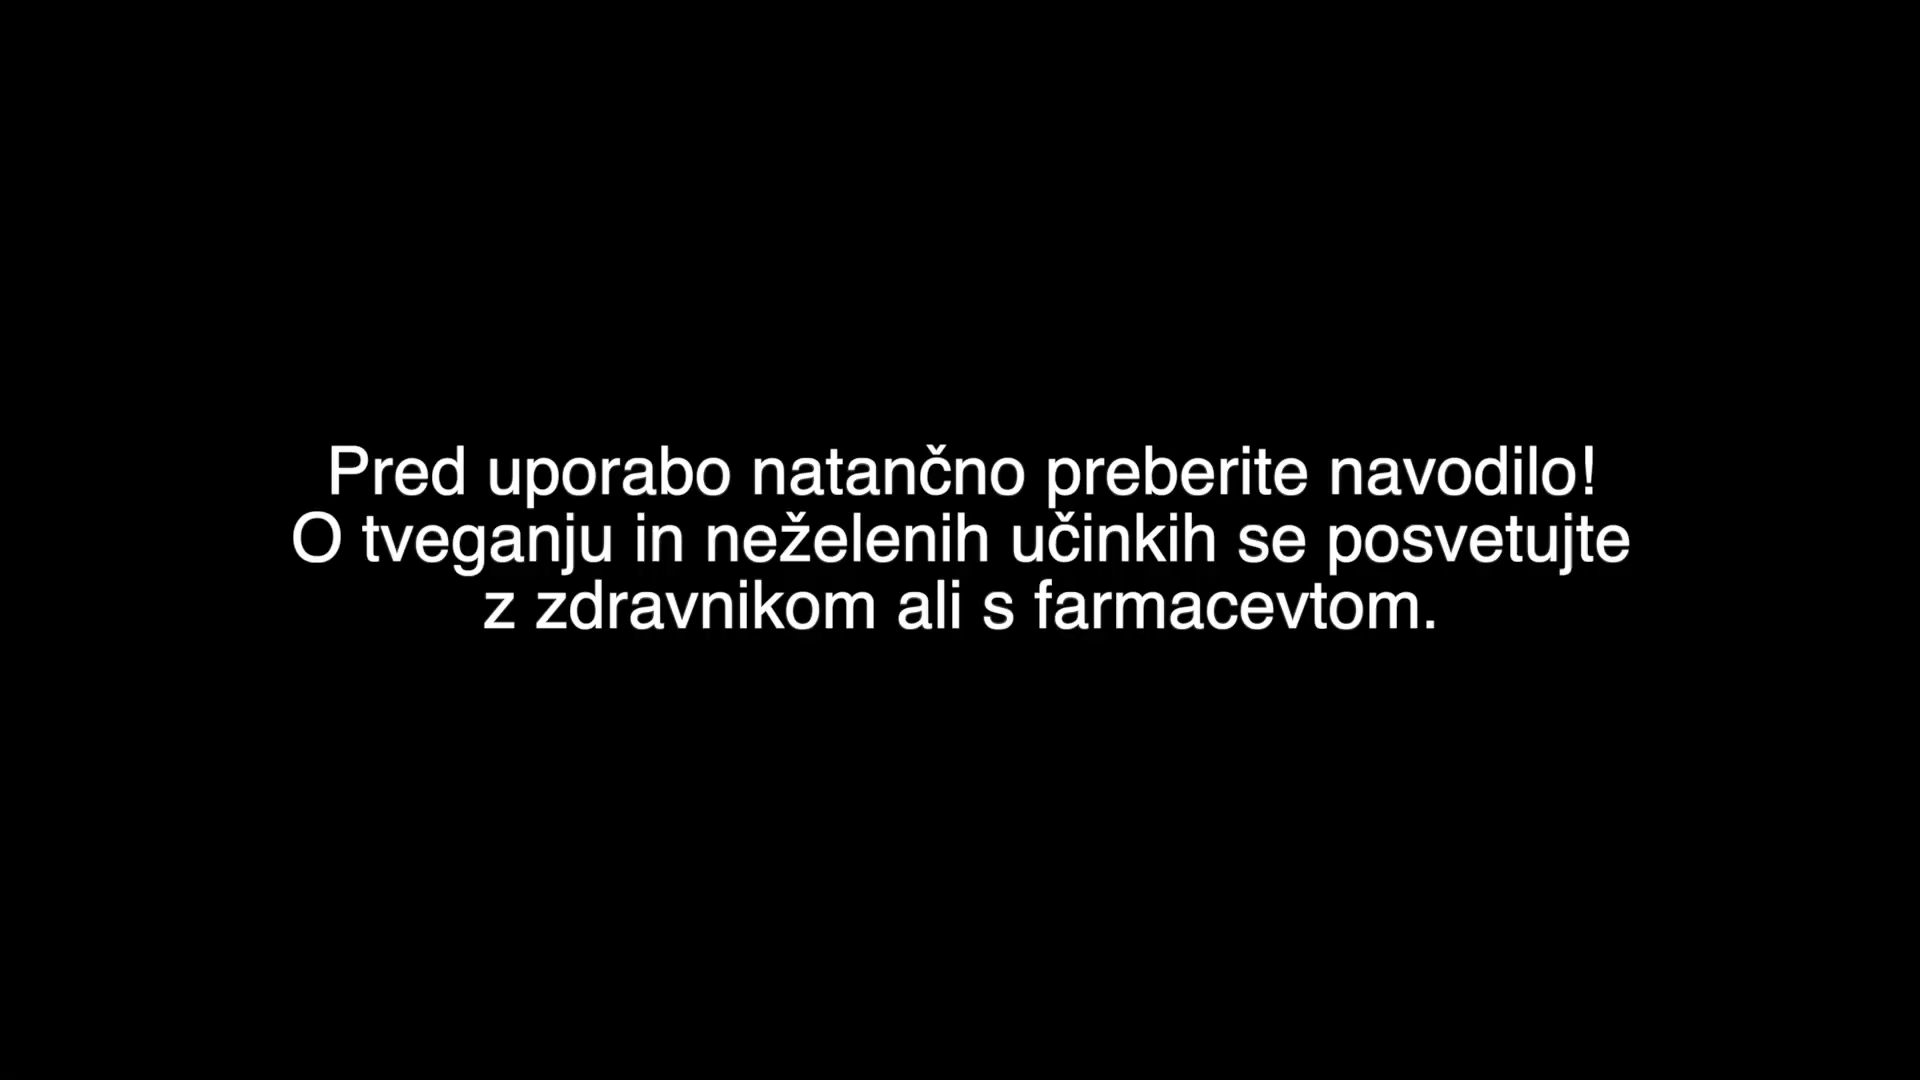 Pred uporabo natančno preberite navodilo!
O tveganju in neželenih učinkih se posvetujte
z zdravnikom ali s farmacevtom.